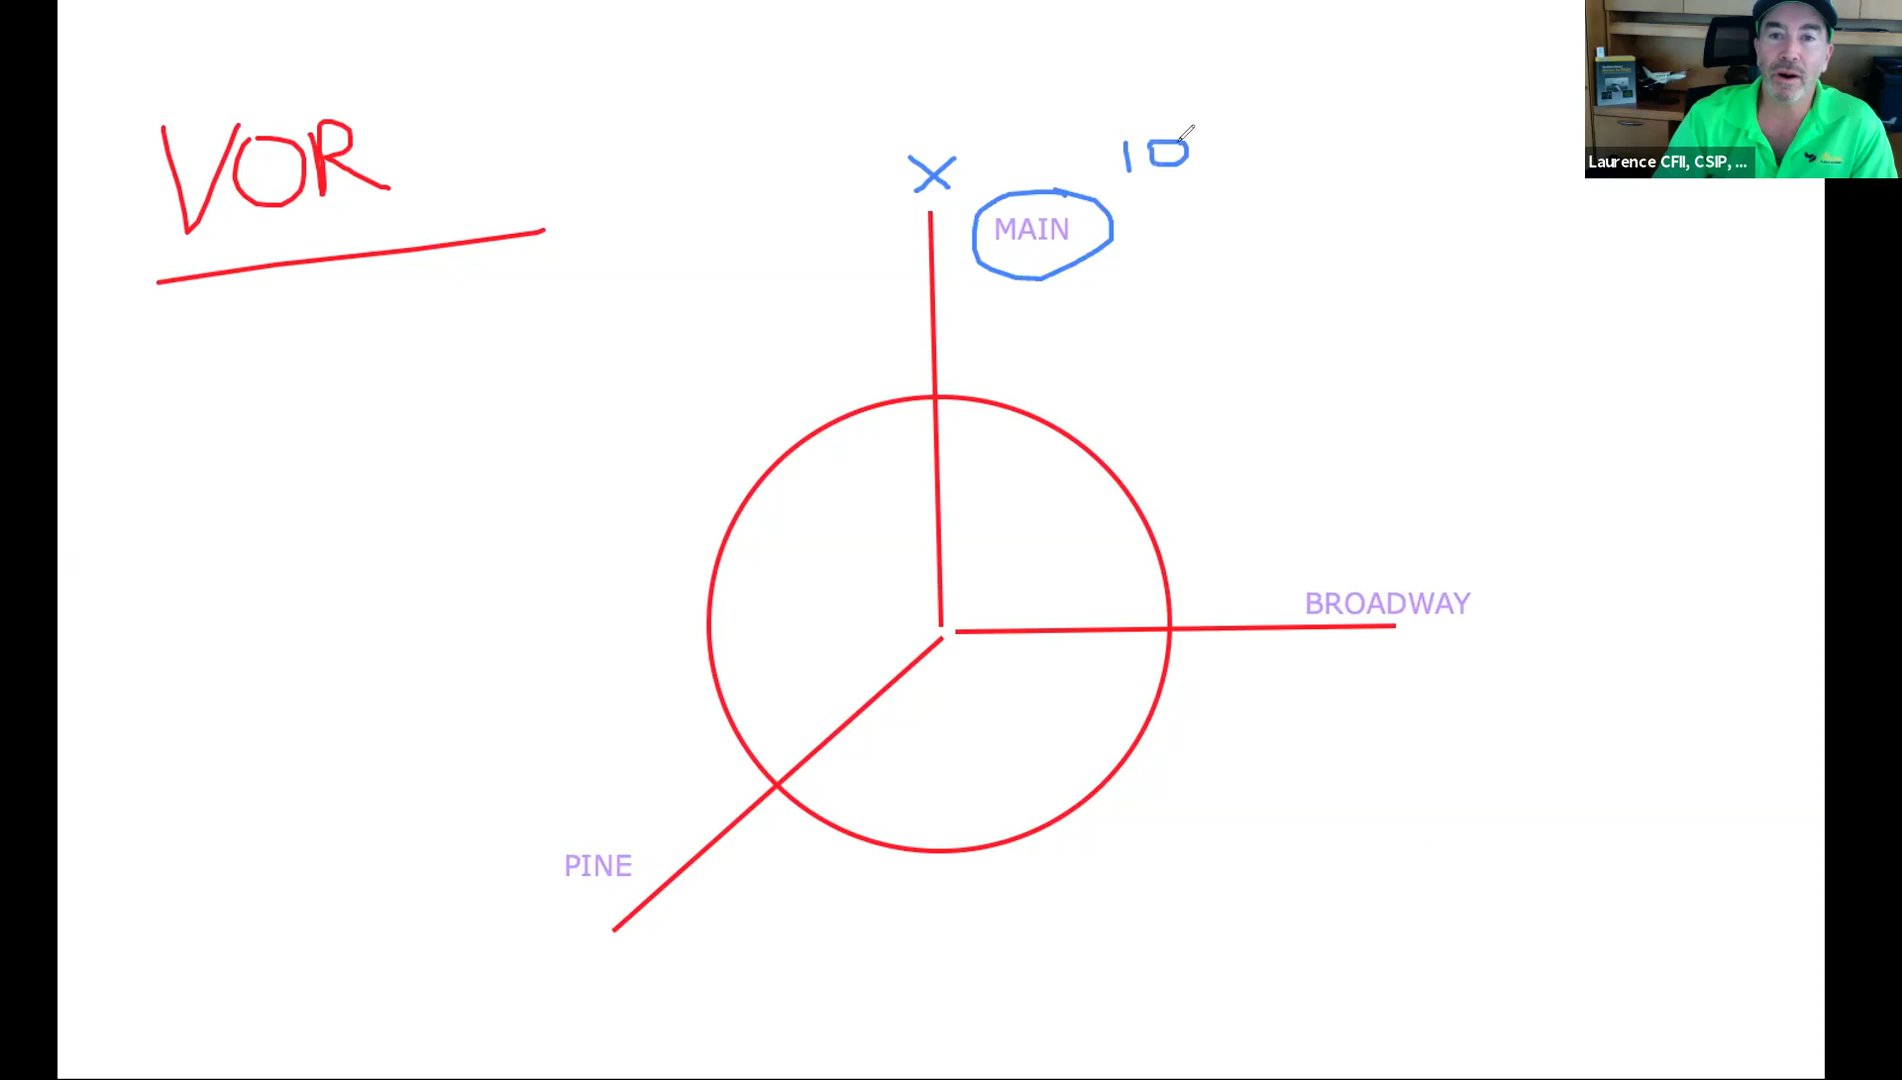 VOR
X
10
MAIN
BROADWAY
PINE
Laurence CFII, CSIP, ...